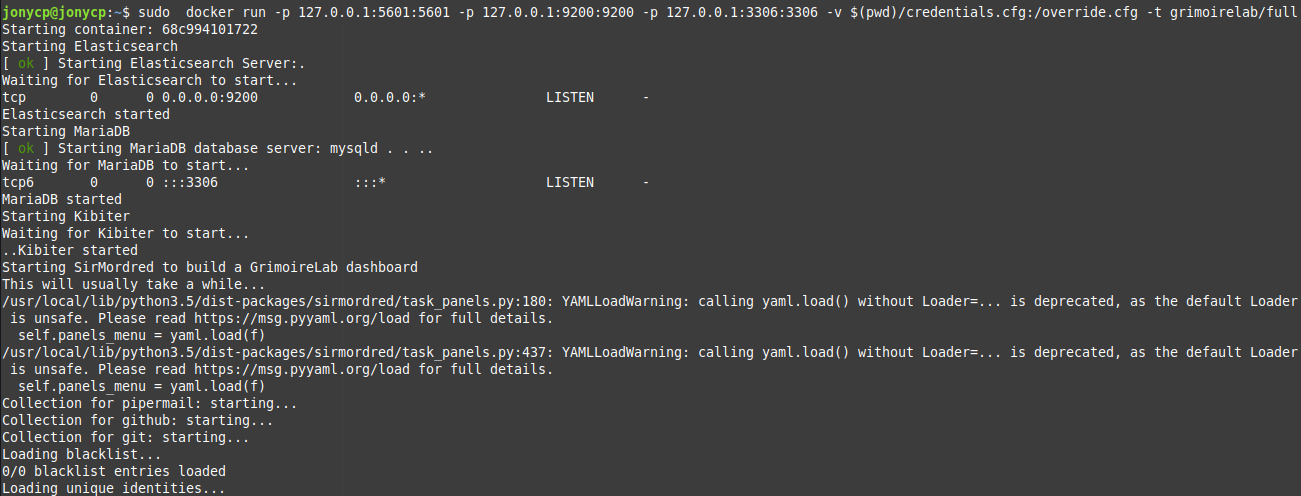 jonycp@jonycp:~$ sudo  docker run -p 127.0.0.1:5601:5601 -p 127.0.0.1:9200:9200 -p 127.0.0.1:3306:3306 -v $(pwd)/credentials.cfg:/override.cfg -t grimoirelab/full
Starting container: 68c994101722
Starting Elasticsearch
[ ok ] Starting Elasticsearch Server:.
Waiting for Elasticsearch to start...
tcp        0      0 0.0.0.0:9200            0.0.0.0:*               LISTEN      -
Elasticsearch started
Starting MariaDB
[ ok ] Starting MariaDB database server: mysqld . . ..
Waiting for MariaDB to start...
tcp6       0      0 :::3306                 :::*                    LISTEN      -
MariaDB started
Starting Kibiter
Waiting for Kibiter to start...
..Kibiter started
Starting SirMordred to build a GrimoireLab dashboard
This will usually take a while...
/usr/local/lib/python3.5/dist-packages/sirmordred/task_panels.py:180: YAMLLoadWarning: calling yaml.load() without Loader=... is deprecated, as the default Loader
 is unsafe. Please read https://msg.pyyaml.org/load for full details.
  self.panels_menu = yaml.load(f)
/usr/local/lib/python3.5/dist-packages/sirmordred/task_panels.py:437: YAMLLoadWarning: calling yaml.load() without Loader=... is deprecated, as the default Loader
 is unsafe. Please read https://msg.pyyaml.org/load for full details.
  self.panels_menu = yaml.load(f)
Collection for pipermail: starting...
Collection for github: starting...
Collection for git: starting...
Loading blacklist...
0/0 blacklist entries loaded
Loading unique identities...